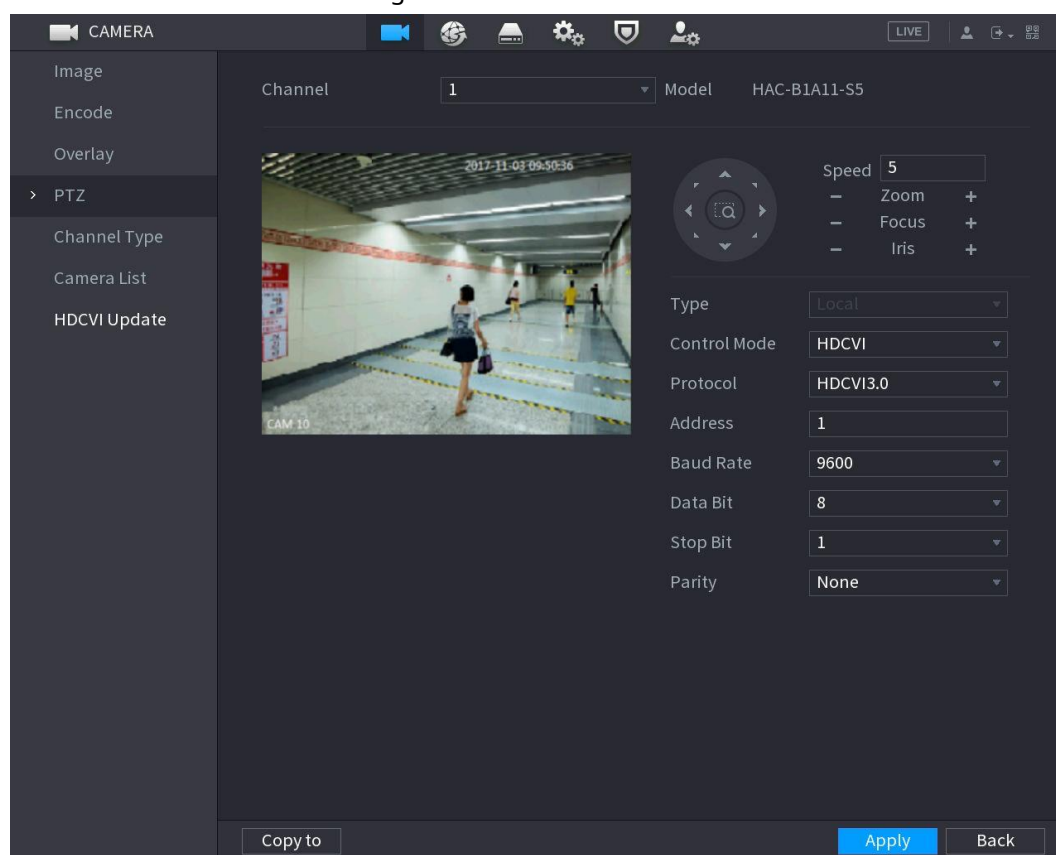 CAMERA
LIVE
Image
Encode
Overlay
PTZ
Channel Type
Camera List
HDCVI Update
Channel
1
Model
HAC-B1A11-S5
2017-11-03 09:50:36
CAM 10
Speed
5
- Zoom +
- Focus +
- Iris +
Type
Local
Control Mode
HDCVI
Protocol
HDCVI3.0
Address
1
Baud Rate
9600
Data Bit
8
Stop Bit
1
Parity
None
Copy to
Apply
Back